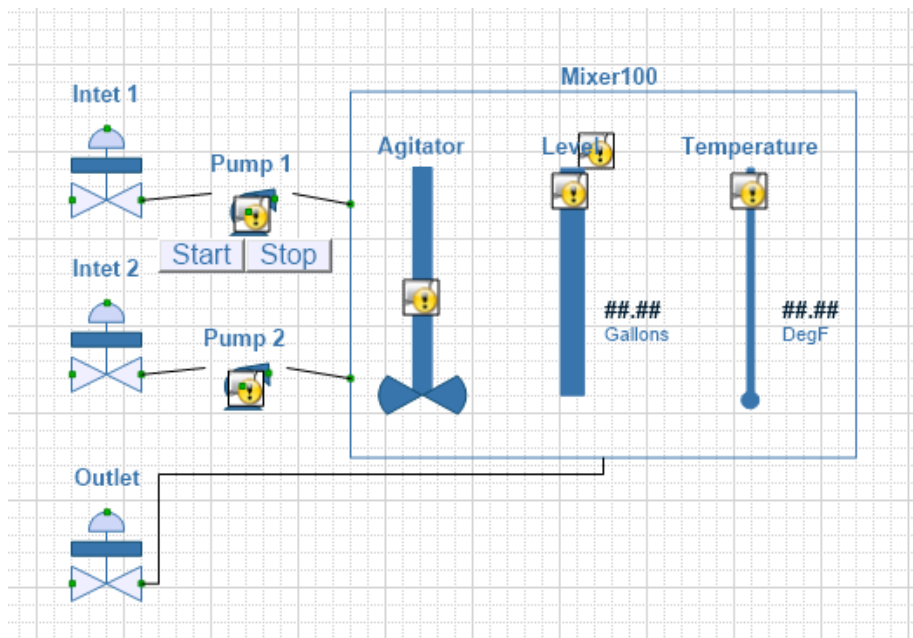 Mixer100
Intet 1
Agitator
Level
Temperature
Pump 1
Start
Stop
Intet 2
##.##
Gallons
##.##
DegF
Pump 2
Outlet